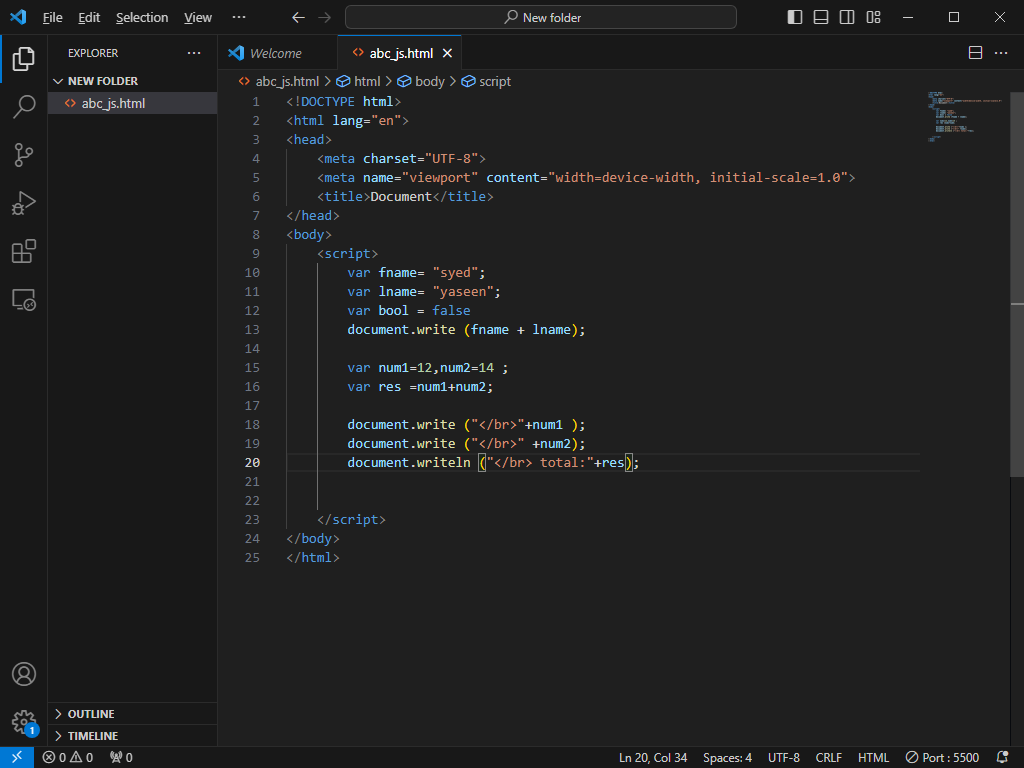 File Edit Selection View ··· New folder
EXPLORER ···
NEW FOLDER
abc_js.html
Welcome
abc_js.html
abc_js.html > html > body > script
1 <!DOCTYPE html>
2 <html lang="en">
3 <head>
4 <meta charset="UTF-8">
5 <meta name="viewport" content="width=device-width, initial-scale=1.0">
6 <title>Document</title>
7 </head>
8 <body>
9 <script>
10 var fname= "syed";
11 var lname= "yaseen";
12 var bool = false
13 document.write (fname + lname);
14
15 var num1=12,num2=14 ;
16 var res =num1+num2;
17
18 document.write ("</br>"+num1 );
19 document.write ("</br>" +num2);
20 document.writeln ("</br> total:"+res);
21
22
23 </script>
24 </body>
25 </html>
OUTLINE
TIMELINE
1
0 0 0 Ln 20, Col 34 Spaces: 4 UTF-8 CRLF HTML Port : 5500